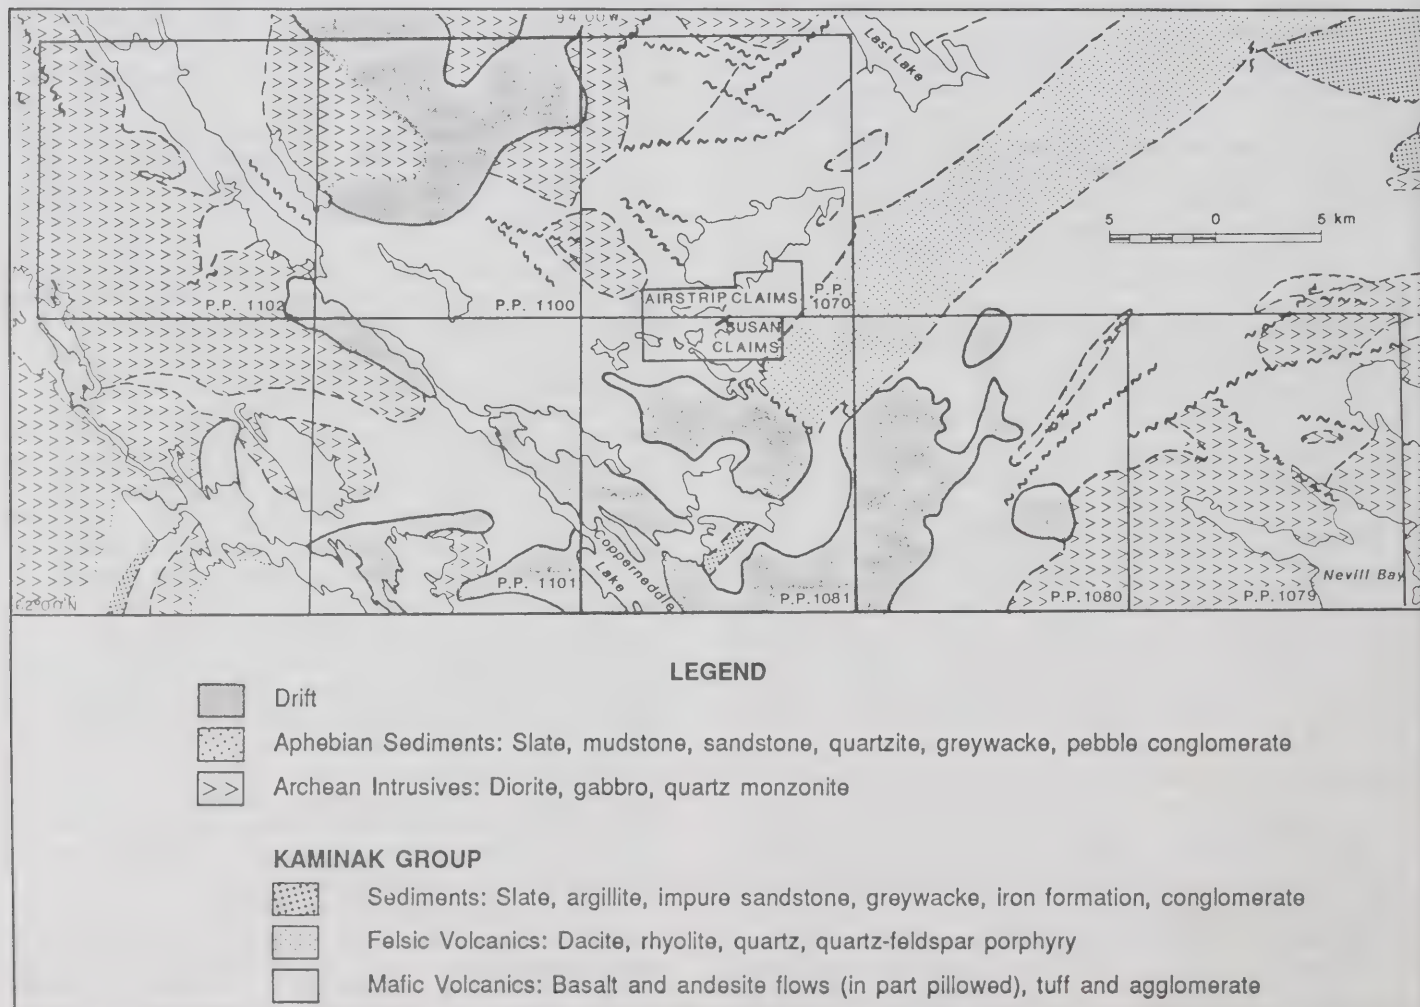 94 00 W
Last Lake
5 0 5 km
P.P. 1102
P.P. 1100
AIRSTRIP CLAIMS
P.P.
1070
SUSAN
CLAIMS
P.P. 1101
Copperneedle
Lake
P.P. 1081
P.P. 1080
P.P. 1079
Nevill Bay
62°00'N
LEGEND
Drift
Aphebian Sediments: Slate, mudstone, sandstone, quartzite, greywacke, pebble conglomerate
Archean Intrusives: Diorite, gabbro, quartz monzonite
KAMINAK GROUP
Sediments: Slate, argillite, impure sandstone, greywacke, iron formation, conglomerate
Felsic Volcanics: Dacite, rhyolite, quartz, quartz-feldspar porphyry
Mafic Volcanics: Basalt and andesite flows (in part pillowed), tuff and agglomerate